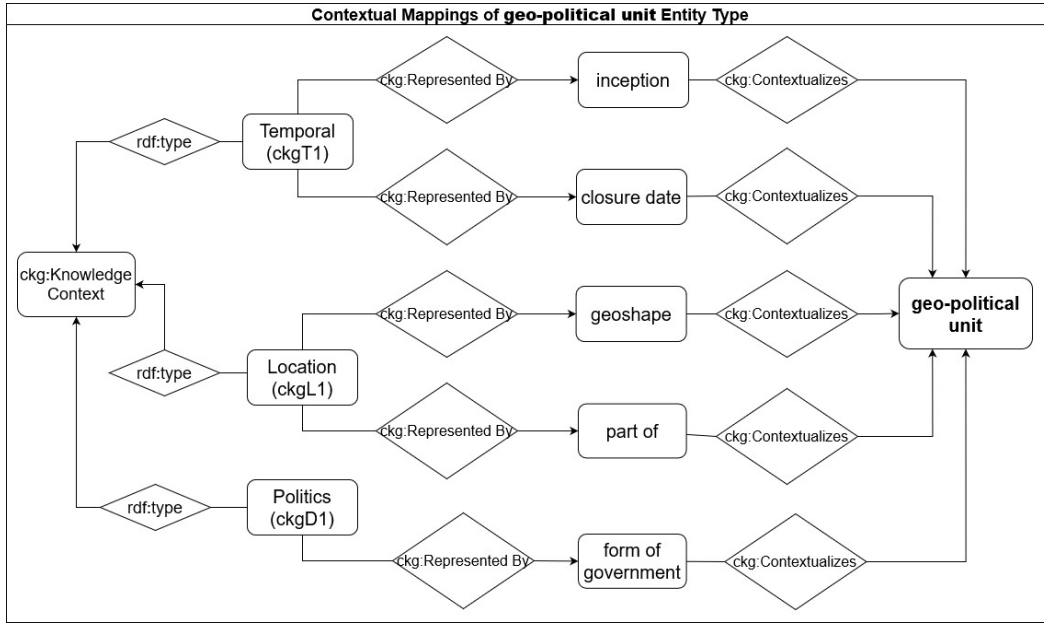 Contextual Mappings of geo-political unit Entity Type
ckg:Represented By
inception
ckg:Contextualizes
rdf:type
Temporal
(ckgT1)
ckg:Represented By
closure date
ckg:Contextualizes
ckg:Knowledge
Context
ckg:Represented By
geoshape
ckg:Contextualizes
geo-political
unit
rdf:type
Location
(ckgL1)
ckg:Represented By
part of
ckg:Contextualizes
rdf:type
Politics
(ckgD1)
ckg:Represented By
form of
government
ckg:Contextualizes